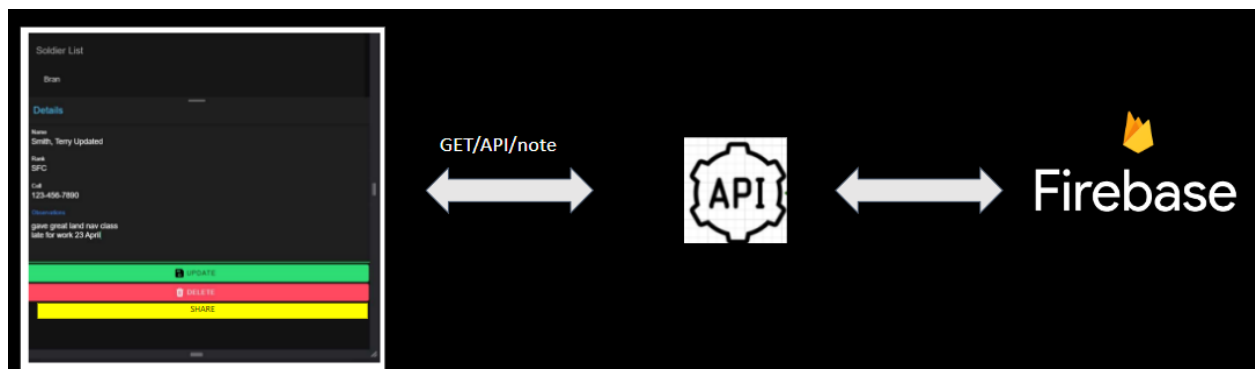 Soldier List
Bran
Details
Name
Smith, Terry Updated
Rank
SFC
Cell
123-456-7890
Observations
gave great land nav class
late for work 23 April
UPDATE
DELETE
SHARE
GET/API/note
API
Firebase